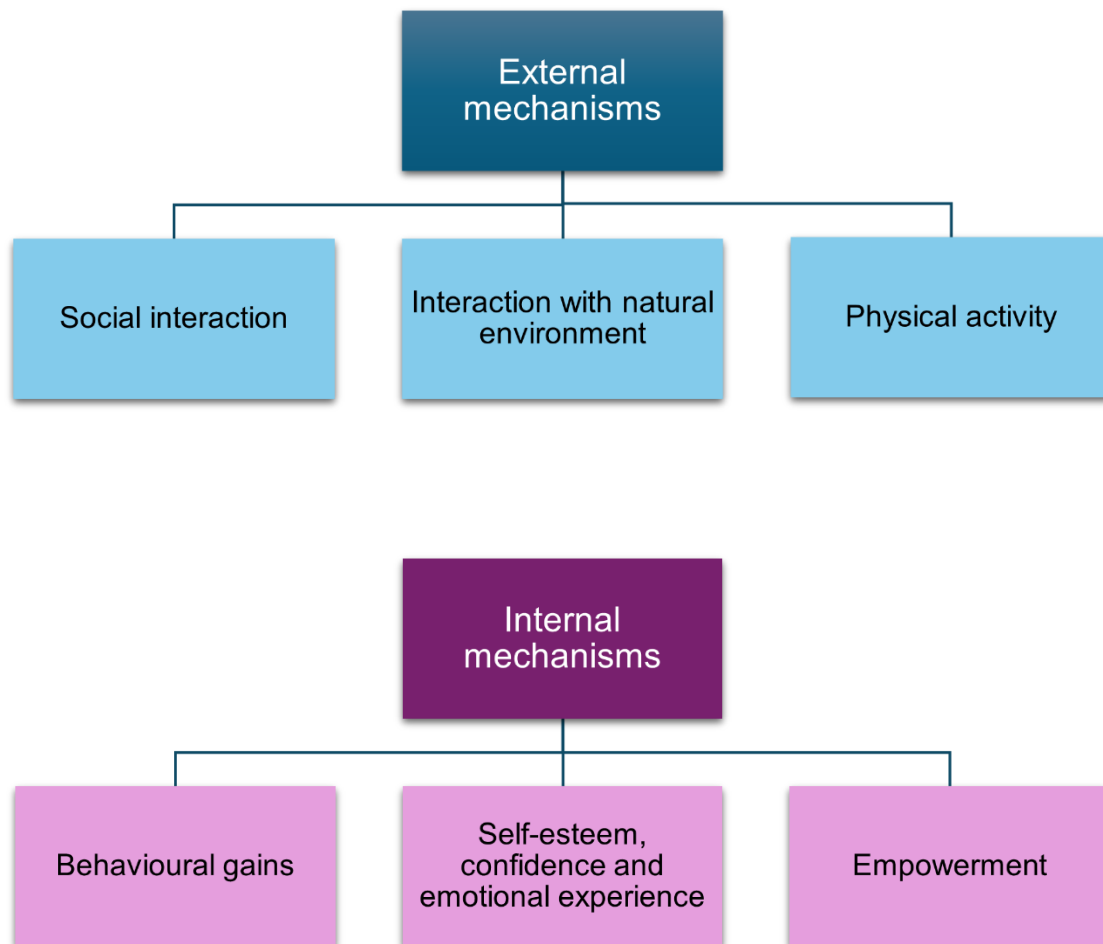 External
mechanisms
Social interaction
Interaction with natural
environment
Physical activity
Internal
mechanisms
Behavioural gains
Self-esteem,
confidence and
emotional experience
Empowerment